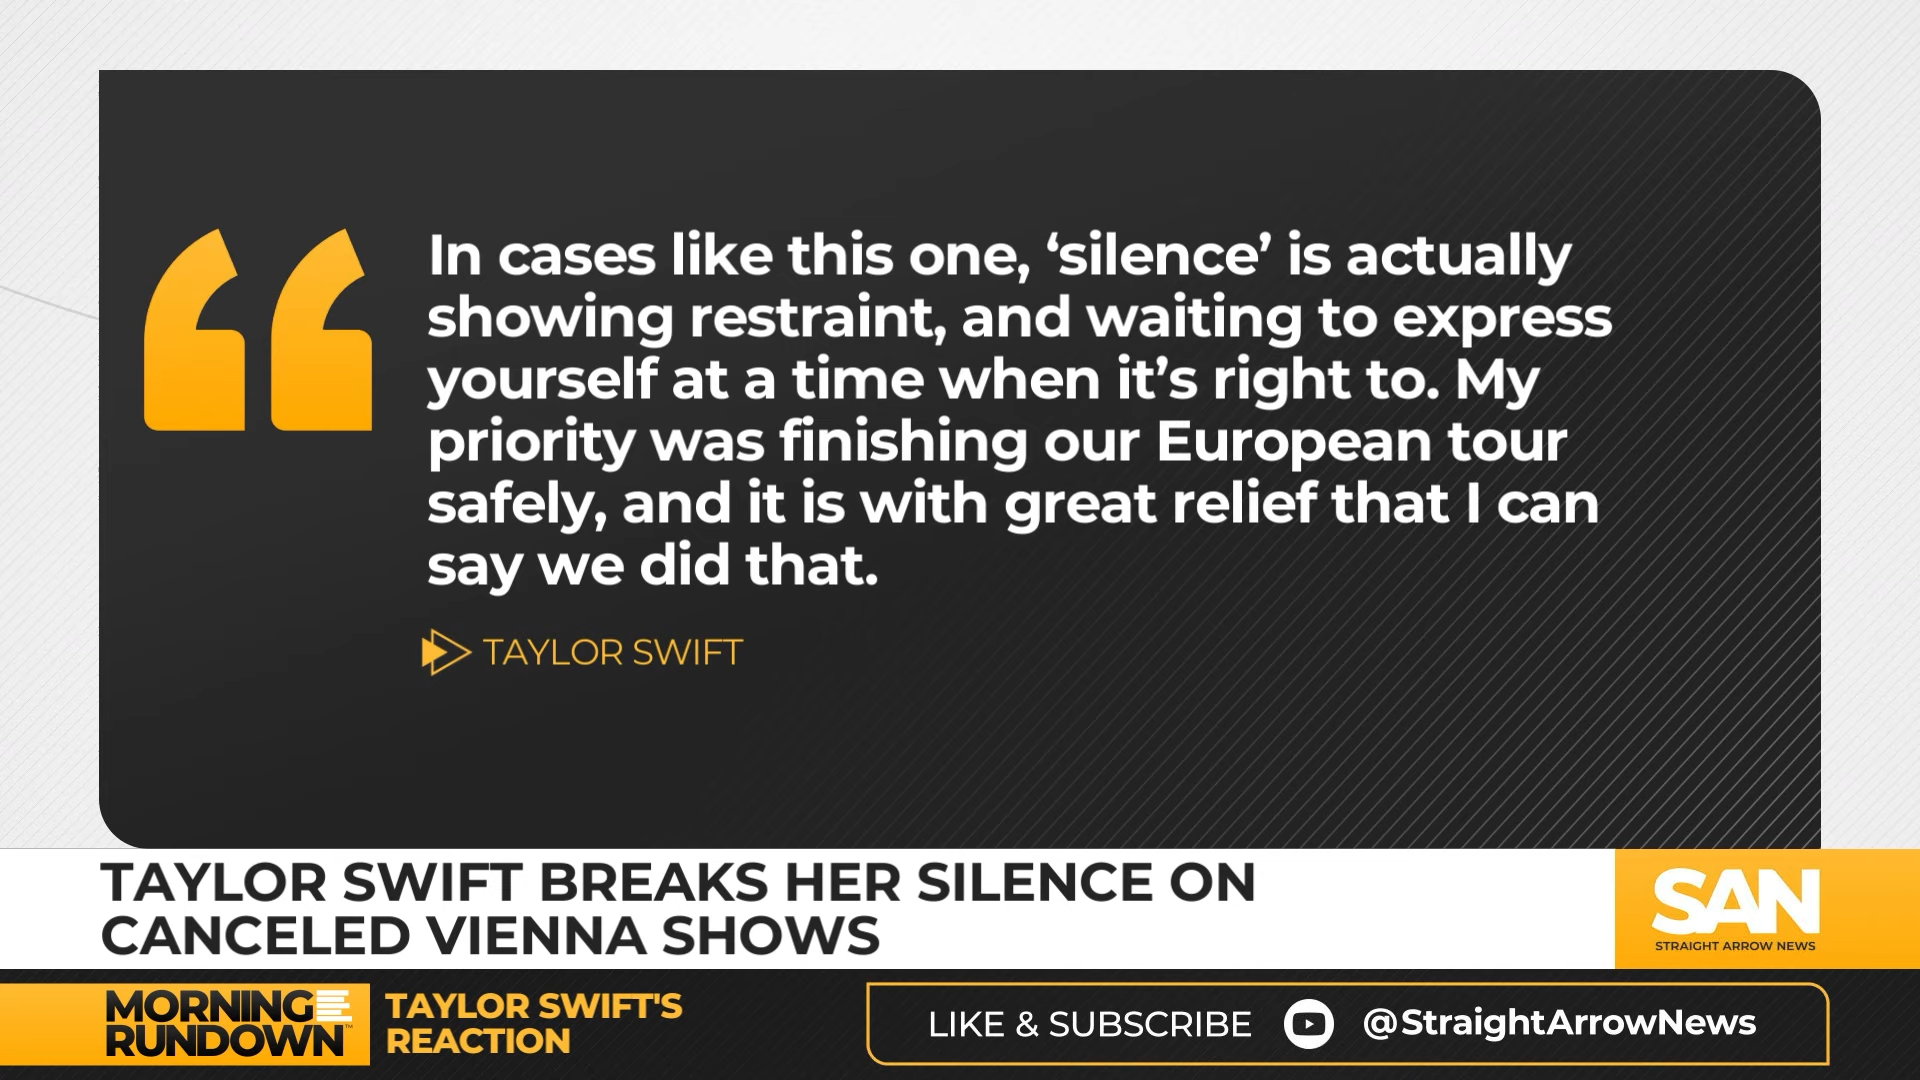 In cases like this one, ‘silence’ is actually
showing restraint, and waiting to express
yourself at a time when it’s right to. My
priority was finishing our European tour
safely, and it is with great relief that I can
say we did that.
TAYLOR SWIFT
TAYLOR SWIFT BREAKS HER SILENCE ON
CANCELED VIENNA SHOWS
SAN
STRAIGHT ARROW NEWS
MORNING
RUNDOWN™
TAYLOR SWIFT'S
REACTION
LIKE & SUBSCRIBE @StraightArrowNews